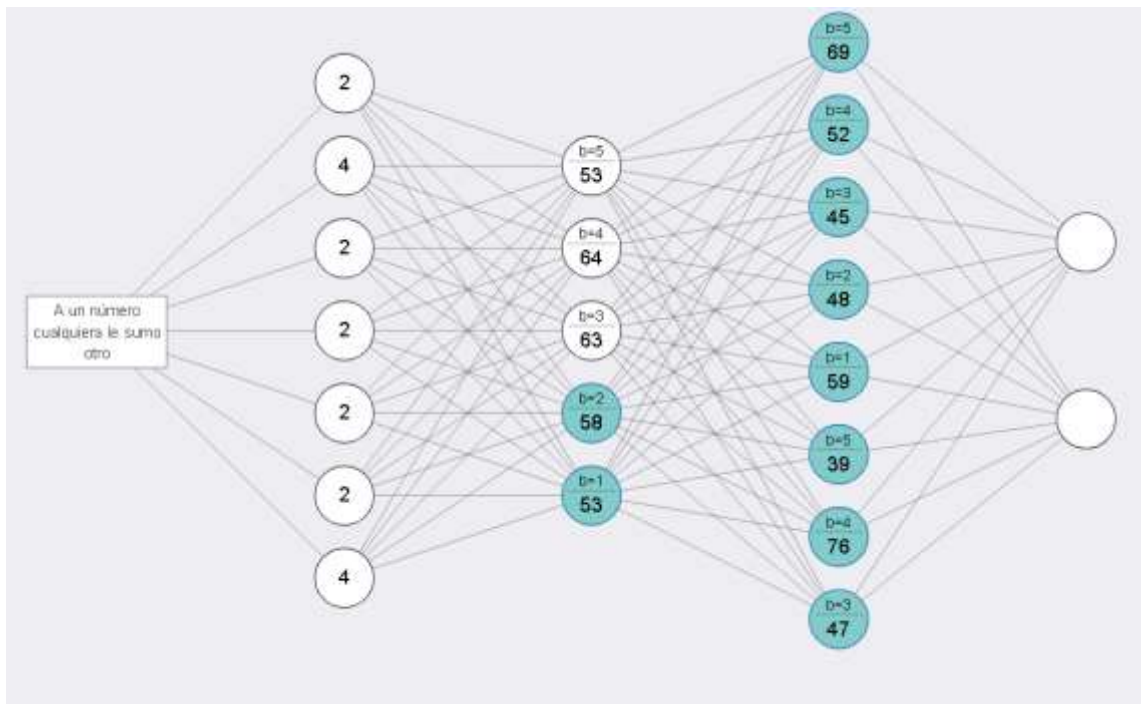 A un número
cualquiera le sumo
otro
2
4
2
2
2
2
4
b=5
53
b=4
64
b=3
63
b=2
58
b=1
53
b=5
69
b=4
52
b=3
45
b=2
48
b=1
59
b=5
39
b=4
76
b=3
47